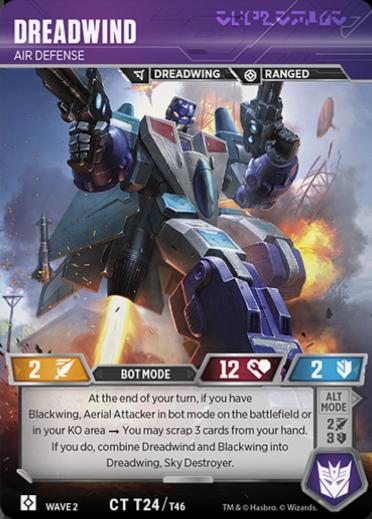 DREADWIND
AIR DEFENSE
DREADWING RANGED
2 BOT MODE 12 2
At the end of your turn, if you have
Blackwing, Aerial Attacker in bot mode on the battlefield or
in your KO area → You may scrap 3 cards from your hand.
If you do, combine Dreadwind and Blackwing into
Dreadwing, Sky Destroyer.
ALT
MODE
2
3
WAVE 2 CT T24/T46 TM & © Hasbro. © Wizards.